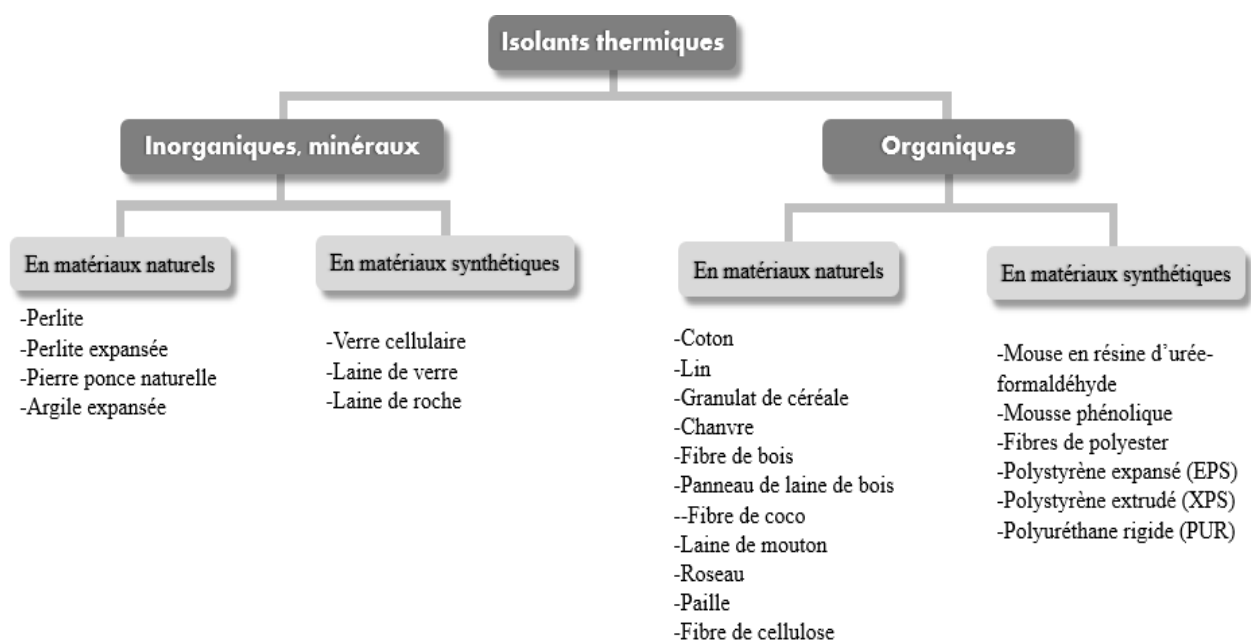 Isolants thermiques
Inorganiques, minéraux
Organiques
En matériaux naturels
-Perlite
-Perlite expansée
-Pierre ponce naturelle
-Argile expansée
En matériaux synthétiques
-Verre cellulaire
-Laine de verre
-Laine de roche
En matériaux naturels
-Coton
-Lin
-Granulat de céréale
-Chanvre
-Fibre de bois
-Panneau de laine de bois
--Fibre de coco
-Laine de mouton
-Roseau
-Paille
-Fibre de cellulose
En matériaux synthétiques
-Mouse en résine d’urée-
formaldéhyde
-Mousse phénolique
-Fibres de polyester
-Polystyrène expansé (EPS)
-Polystyrène extrudé (XPS)
-Polyuréthane rigide (PUR)